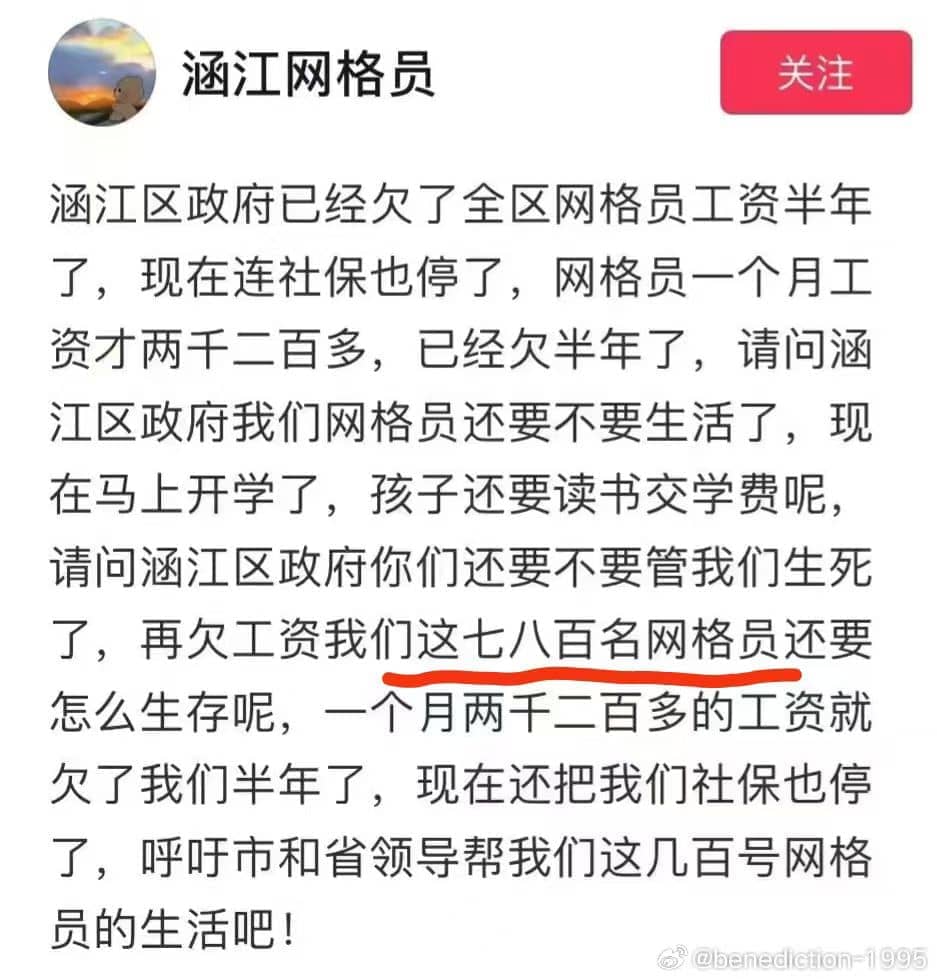 涵江网格员
关注
涵江区政府已经欠了全区网格员工资半年
了，现在连社保也停了，网格员一个月工
资才两千二百多，已经欠半年了，请问涵
江区政府我们网格员还要不要生活了，现
在马上开学了，孩子还要读书交学费呢，
请问涵江区政府你们还要不要管我们生死
了，再欠工资我们这七八百名网格员还要
怎么生存呢，一个月两千二百多的工资就
欠了我们半年了，现在还把我们社保也停
了，呼吁市和省领导帮我们这几百号网格
员的生活吧！
@benediction-1995